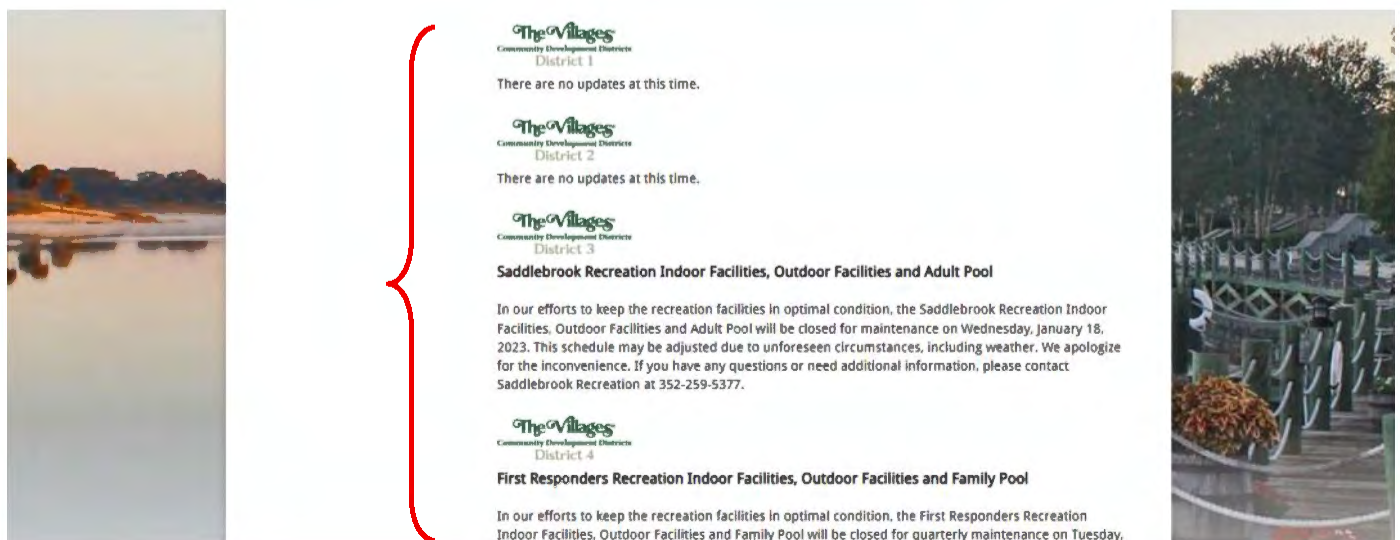 The Villages
Community Development Districts
District 1
There are no updates at this time.
The Villages
Community Development Districts
District 2
There are no updates at this time.
The Villages
Community Development Districts
District 3
Saddlebrook Recreation Indoor Facilities, Outdoor Facilities and Adult Pool
In our efforts to keep the recreation facilities in optimal condition, the Saddlebrook Recreation Indoor
Facilities, Outdoor Facilities and Adult Pool will be closed for maintenance on Wednesday, January 18,
2023. This schedule may be adjusted due to unforeseen circumstances, including weather. We apologize
for the inconvenience. If you have any questions or need additional information, please contact
Saddlebrook Recreation at 352-259-5377.
The Villages
Community Development Districts
District 4
First Responders Recreation Indoor Facilities, Outdoor Facilities and Family Pool
In our efforts to keep the recreation facilities in optimal condition, the First Responders Recreation
Indoor Facilities, Outdoor Facilities and Family Pool will be closed for quarterly maintenance on Tuesday,